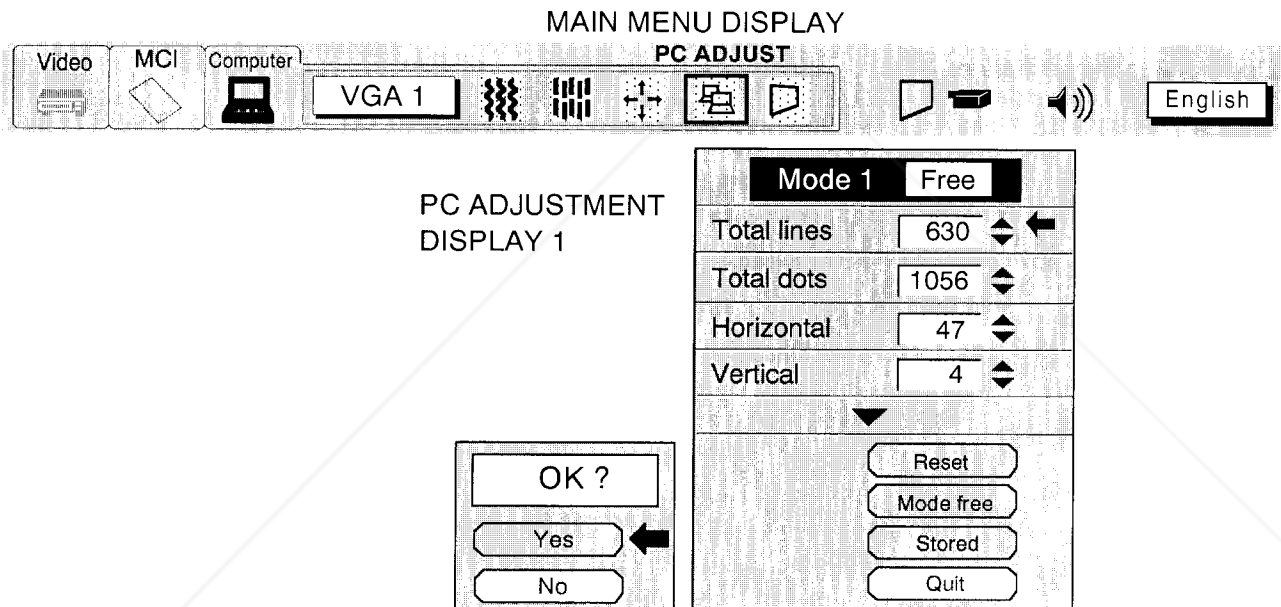 MAIN MENU DISPLAY
PC ADJUST
Video MCI Computer
VGA 1
English
PC ADJUSTMENT
DISPLAY 1
Mode 1 Free
Total lines 630
Total dots 1056
Horizontal 47
Vertical 4
Reset
Mode free
Stored
Quit
OK ?
Yes
No